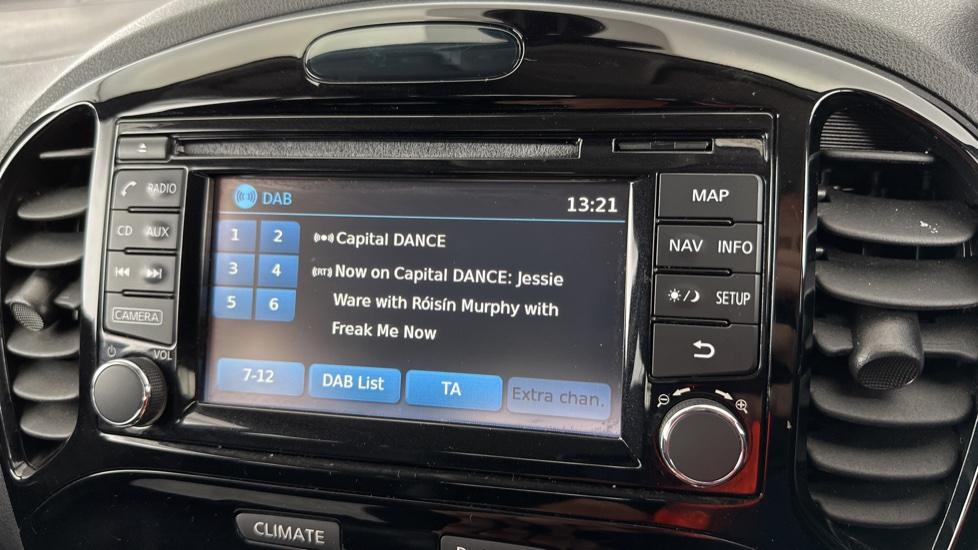 RADIO
CD AUX
CAMERA
VOL
DAB 13:21
1 2
3 4
5 6
Capital DANCE
Now on Capital DANCE: Jessie
Ware with Róisín Murphy with
Freak Me Now
7-12 DAB List TA Extra chan.
MAP
NAV INFO
SETUP
CLIMATE